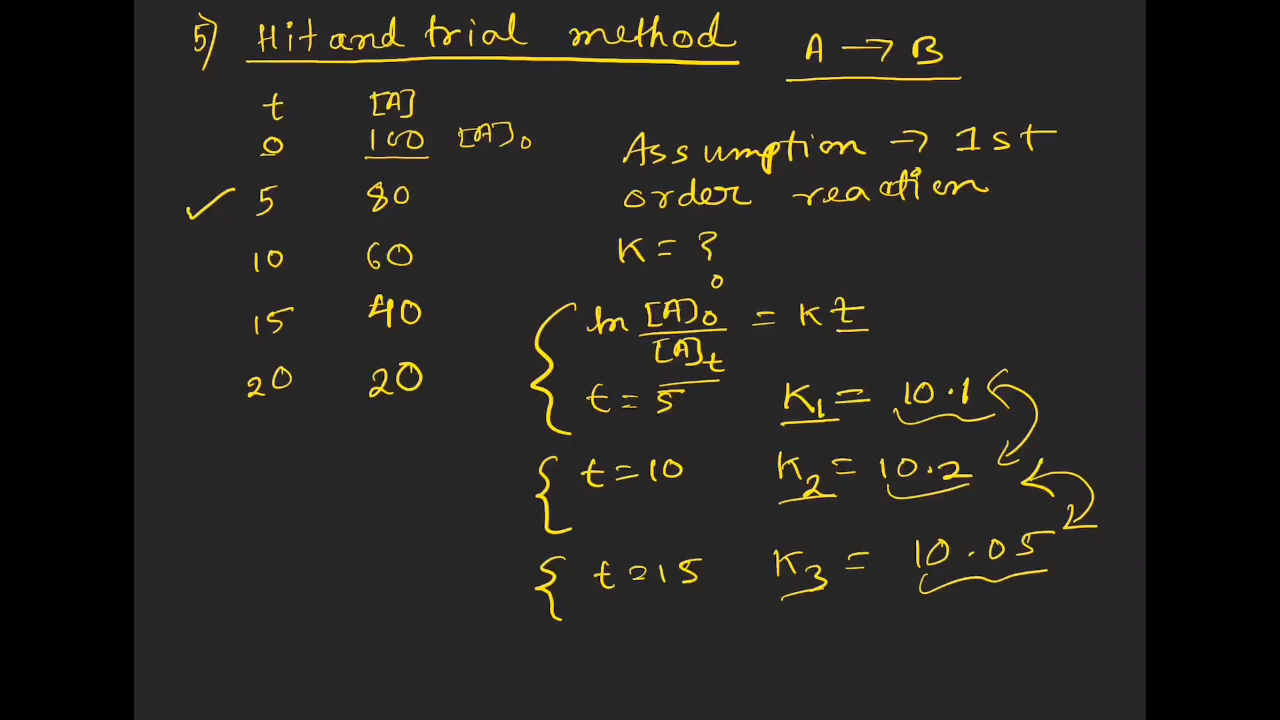 5) Hit and trial method
A → B
t [A]
0 100 [A]₀
5 80
10 60
15 40
20 20
Assumption → 1st
order reaction
K = ?
ln [A]₀/[A]t = Kt
t = 5 K₁ = 10.1
t = 10 K₂ = 10.2
t = 15 K₃ = 10.05